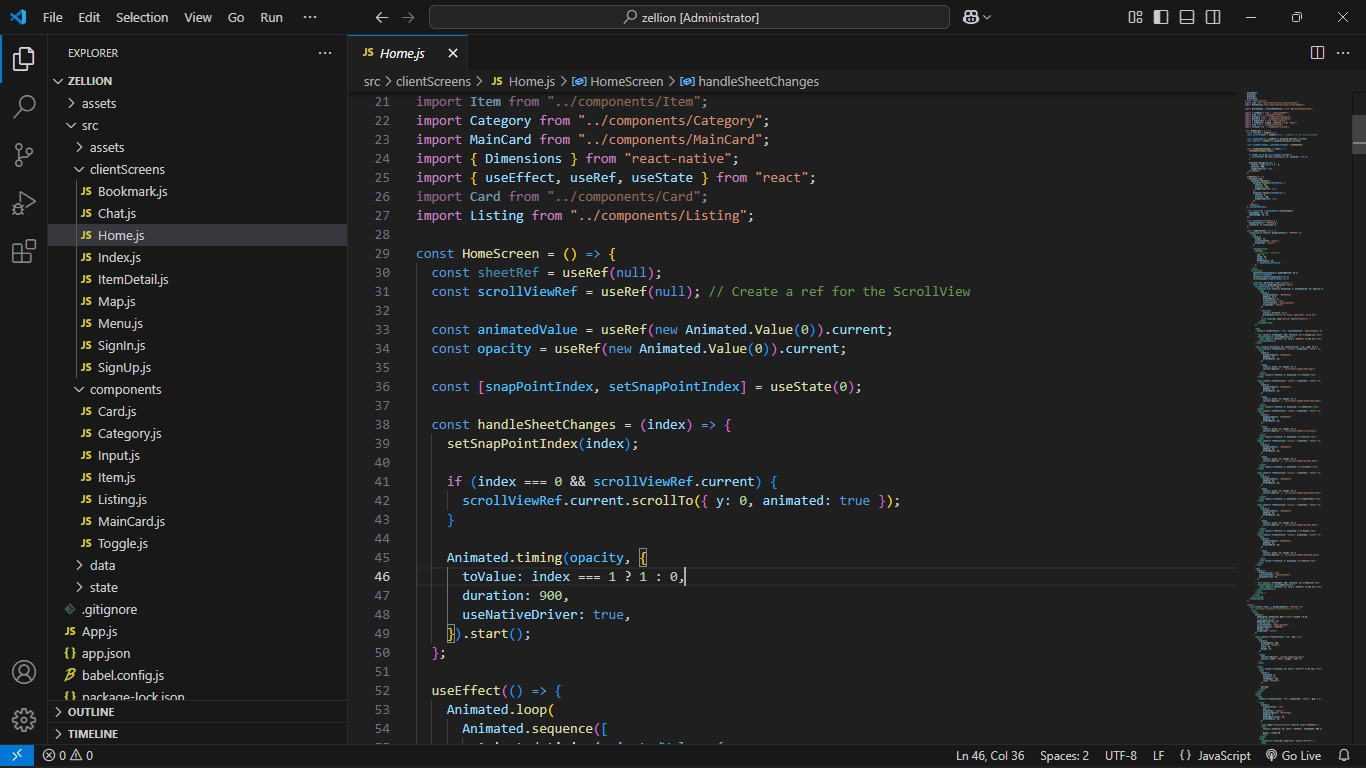 File Edit Selection View Go Run ··· zellion [Administrator]
EXPLORER ···
JS Home.js
ZELLION
src > clientScreens > JS Home.js > HomeScreen > handleSheetChanges
assets
src
assets
clientScreens
JS Bookmark.js
JS Chat.js
JS Home.js
JS Index.js
JS ItemDetail.js
JS Map.js
JS Menu.js
JS SignIn.js
JS SignUp.js
components
JS Card.js
JS Category.js
JS Input.js
JS Item.js
JS Listing.js
JS MainCard.js
JS Toggle.js
data
state
.gitignore
JS App.js
{} app.json
babel.config.js
{} package-lock.json
OUTLINE
TIMELINE
21 import Item from "../components/Item";
22 import Category from "../components/Category";
23 import MainCard from "../components/MainCard";
24 import { Dimensions } from "react-native";
25 import { useEffect, useRef, useState } from "react";
26 import Card from "../components/Card";
27 import Listing from "../components/Listing";
28
29 const HomeScreen = () => {
30 const sheetRef = useRef(null);
31 const scrollViewRef = useRef(null); // Create a ref for the ScrollView
32
33 const animatedValue = useRef(new Animated.Value(0)).current;
34 const opacity = useRef(new Animated.Value(0)).current;
35
36 const [snapPointIndex, setSnapPointIndex] = useState(0);
37
38 const handleSheetChanges = (index) => {
39 setSnapPointIndex(index);
40
41 if (index === 0 && scrollViewRef.current) {
42 scrollViewRef.current.scrollTo({ y: 0, animated: true });
43 }
44
45 Animated.timing(opacity, {
46 toValue: index === 1 ? 1 : 0,
47 duration: 900,
48 useNativeDriver: true,
49 }).start();
50 };
51
52 useEffect(() => {
53 Animated.loop(
54 Animated.sequence([
0 0 Ln 46, Col 36 Spaces: 2 UTF-8 LF {} JavaScript Go Live